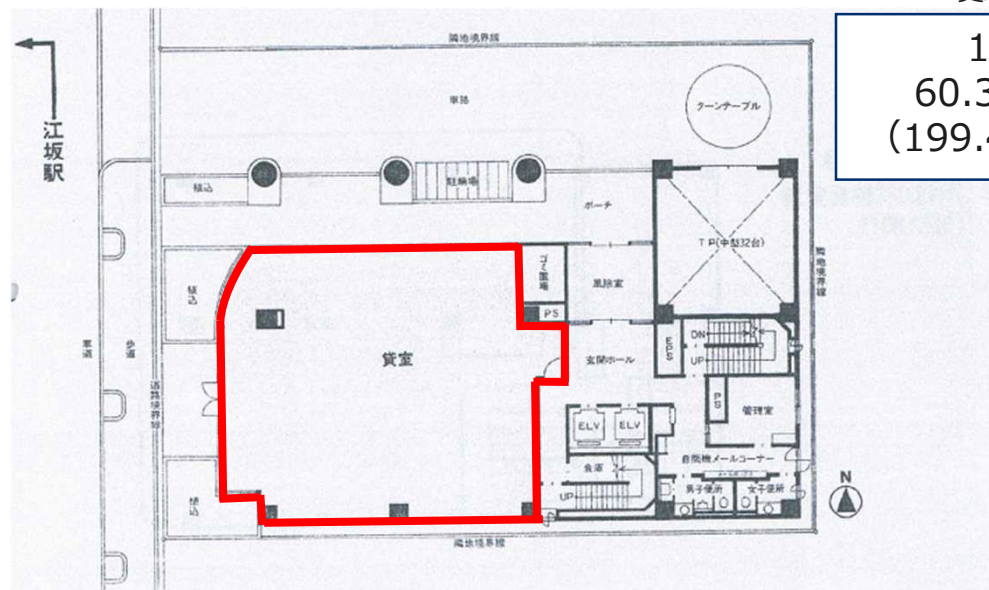 1
60.3
(199.4
隣地境界線
車路
ターンテーブル
江坂駅
植込
駐輪場
ポーチ
TP(中型32台)
隣地境界線
ゴミ置場
風除室
植込
PS
車道
歩道
貸室
玄関ホール
EPS
DN
UP
道路境界線
PS
管理室
ELV
ELV
自販機メールコーナー
倉庫
UP
男子便所
女子便所
N
植込
隣地境界線